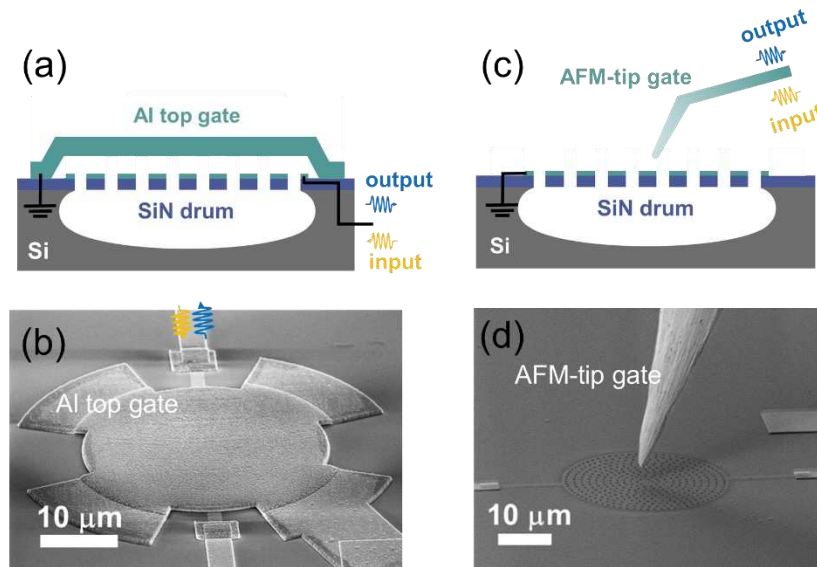 (a)
Al top gate
output
SiN drum
Si
input
(c)
output
AFM-tip gate
input
SiN drum
Si
(b)
Al top gate
10 μm
(d)
AFM-tip gate
10 μm